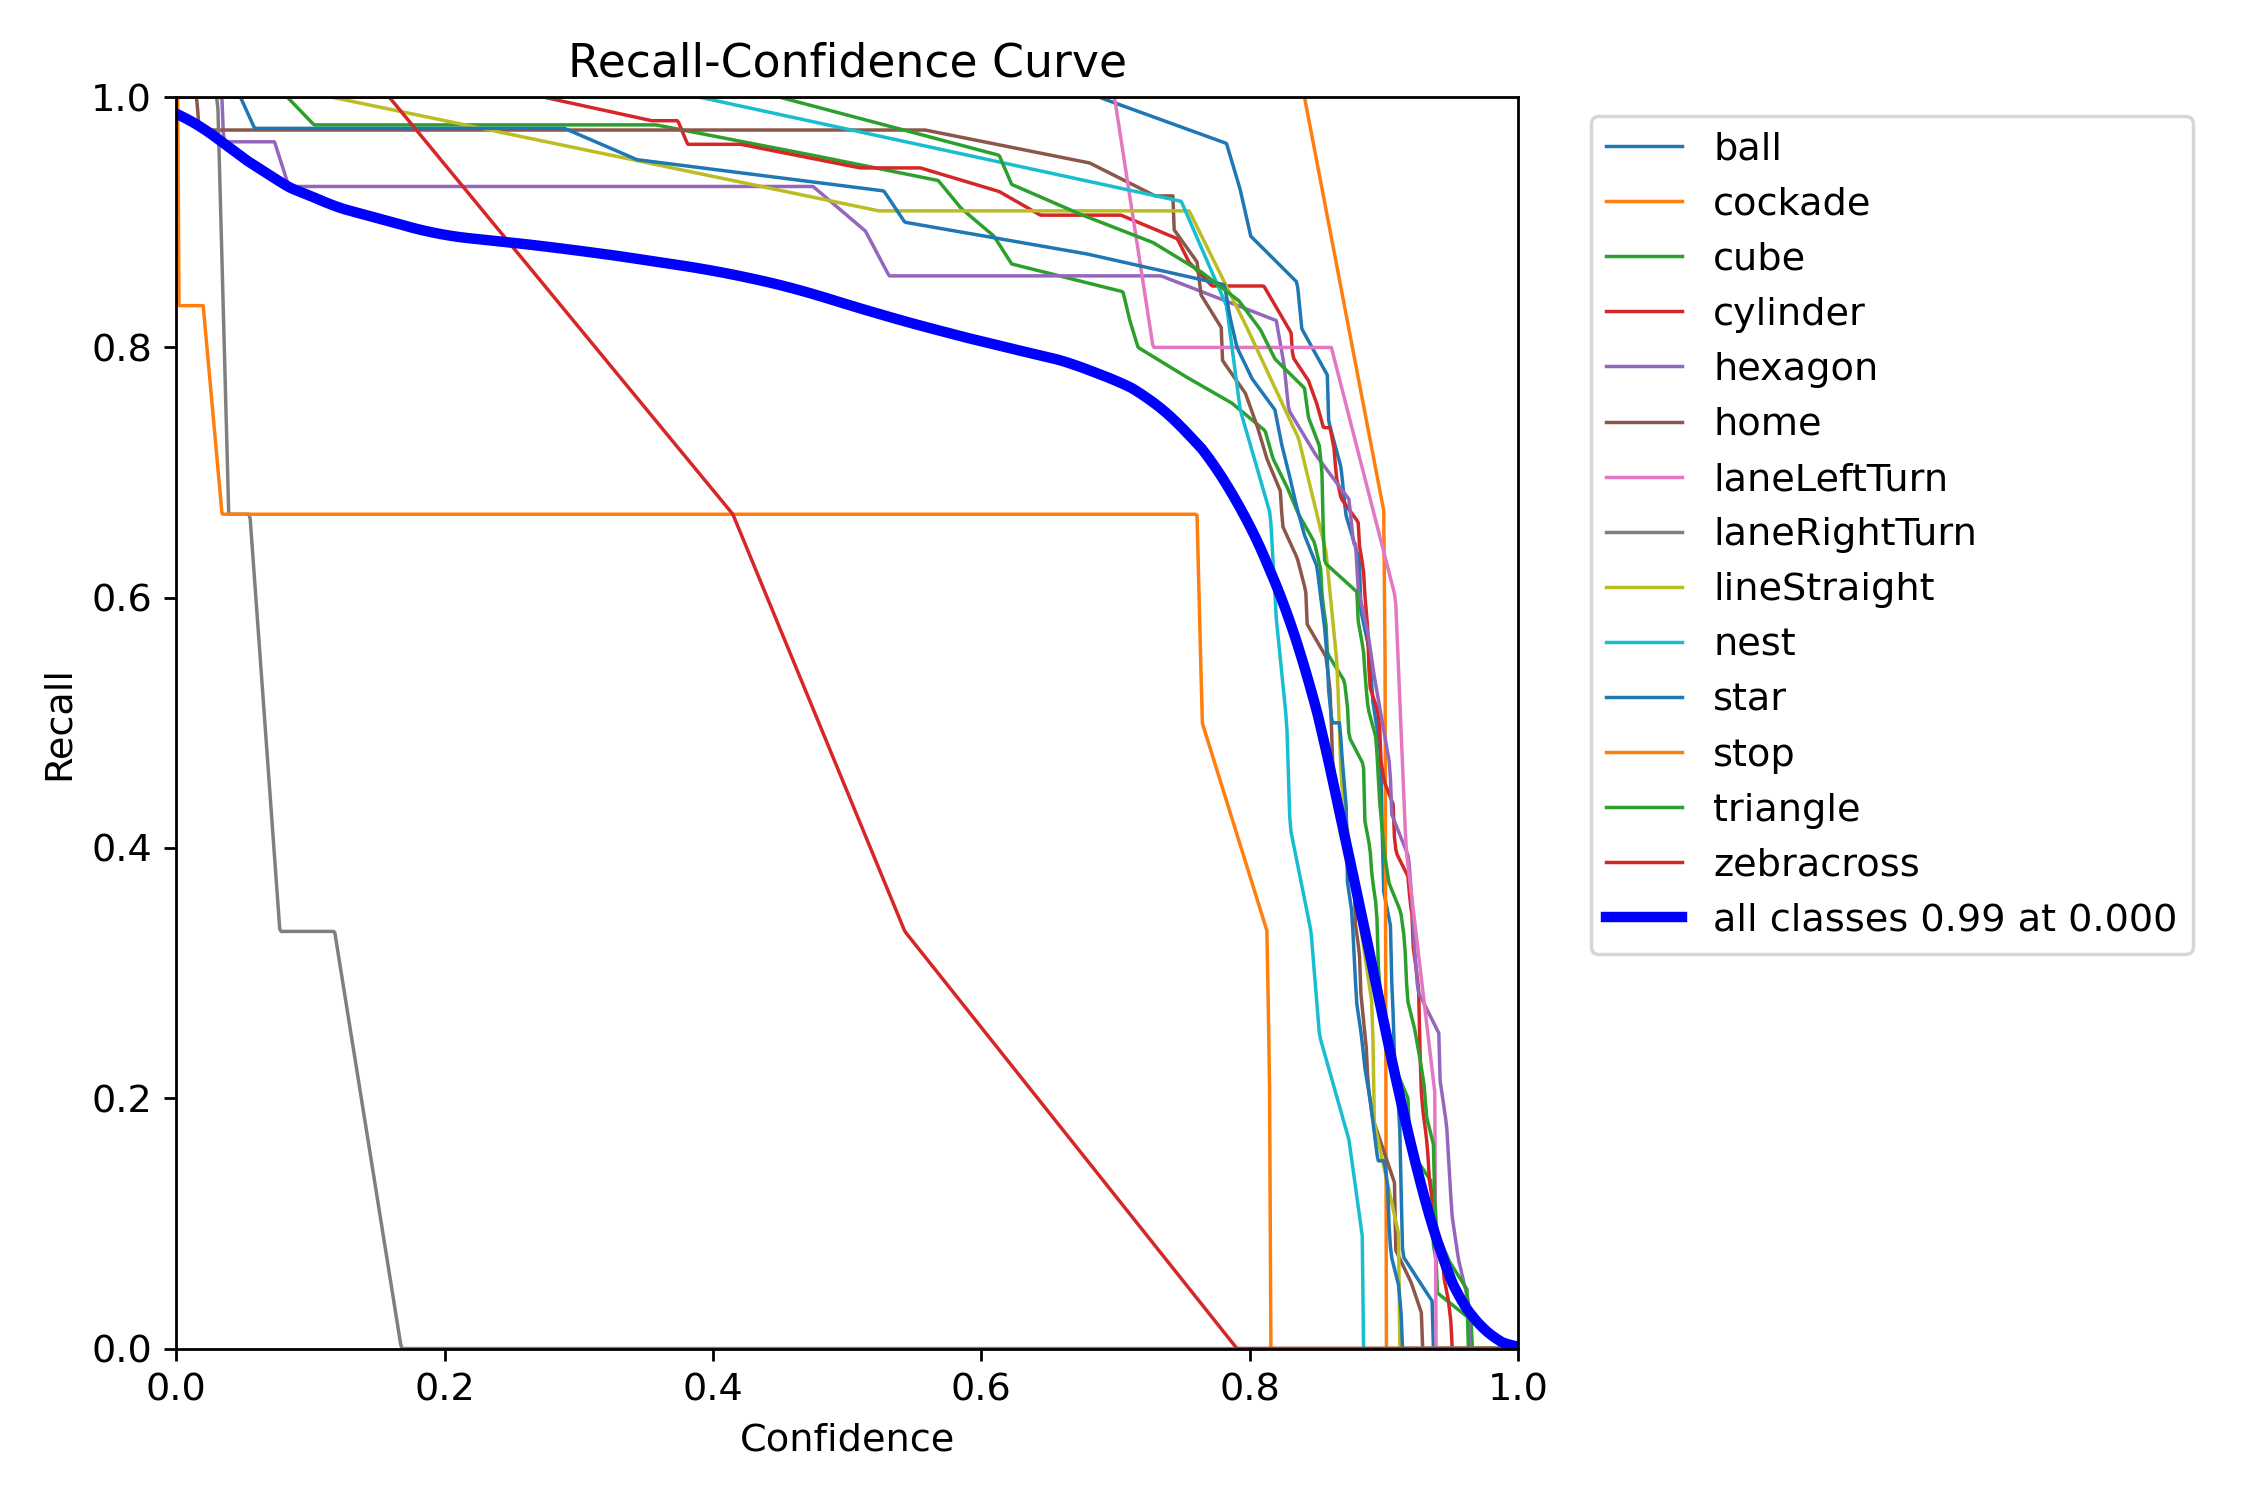 Recall-Confidence Curve
1.0
0.8
0.6
0.4
0.2
0.0
Recall
0.0 0.2 0.4 0.6 0.8 1.0
Confidence
ball
cockade
cube
cylinder
hexagon
home
laneLeftTurn
laneRightTurn
lineStraight
nest
star
stop
triangle
zebracross
all classes 0.99 at 0.000